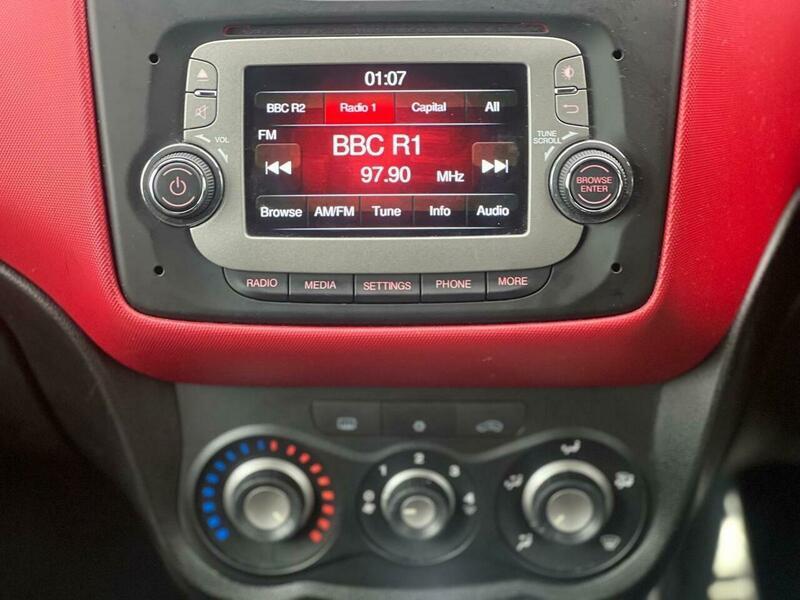 01:07
BBC R2 Radio 1 Capital All
FM
VOL
TUNE
SCROLL
BBC R1
97.90 MHz
BROWSE
ENTER
Browse AM/FM Tune Info Audio
RADIO MEDIA SETTINGS PHONE MORE
0 1 2 3 4